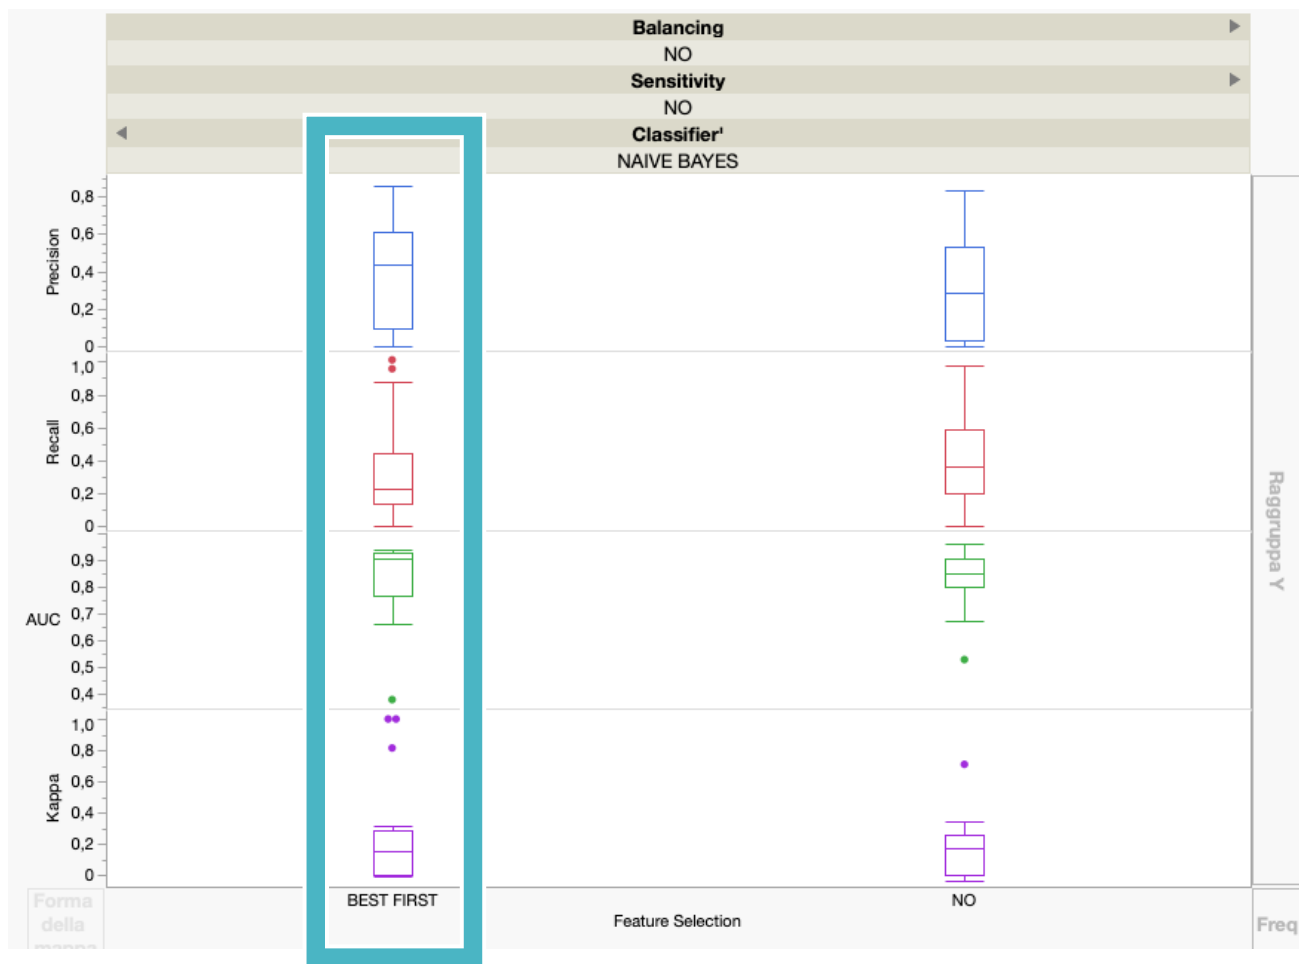 Balancing
NO
Sensitivity
NO
Classifier'
NAIVE BAYES
Precision
0,8
0,6
0,4
0,2
0
Recall
1,0
0,8
0,6
0,4
0,2
0
AUC
0,9
0,8
0,7
0,6
0,5
0,4
Kappa
1,0
0,8
0,6
0,4
0,2
0
Raggruppa Y
BEST FIRST
NO
Feature Selection
Forma
della
mappa
Freq